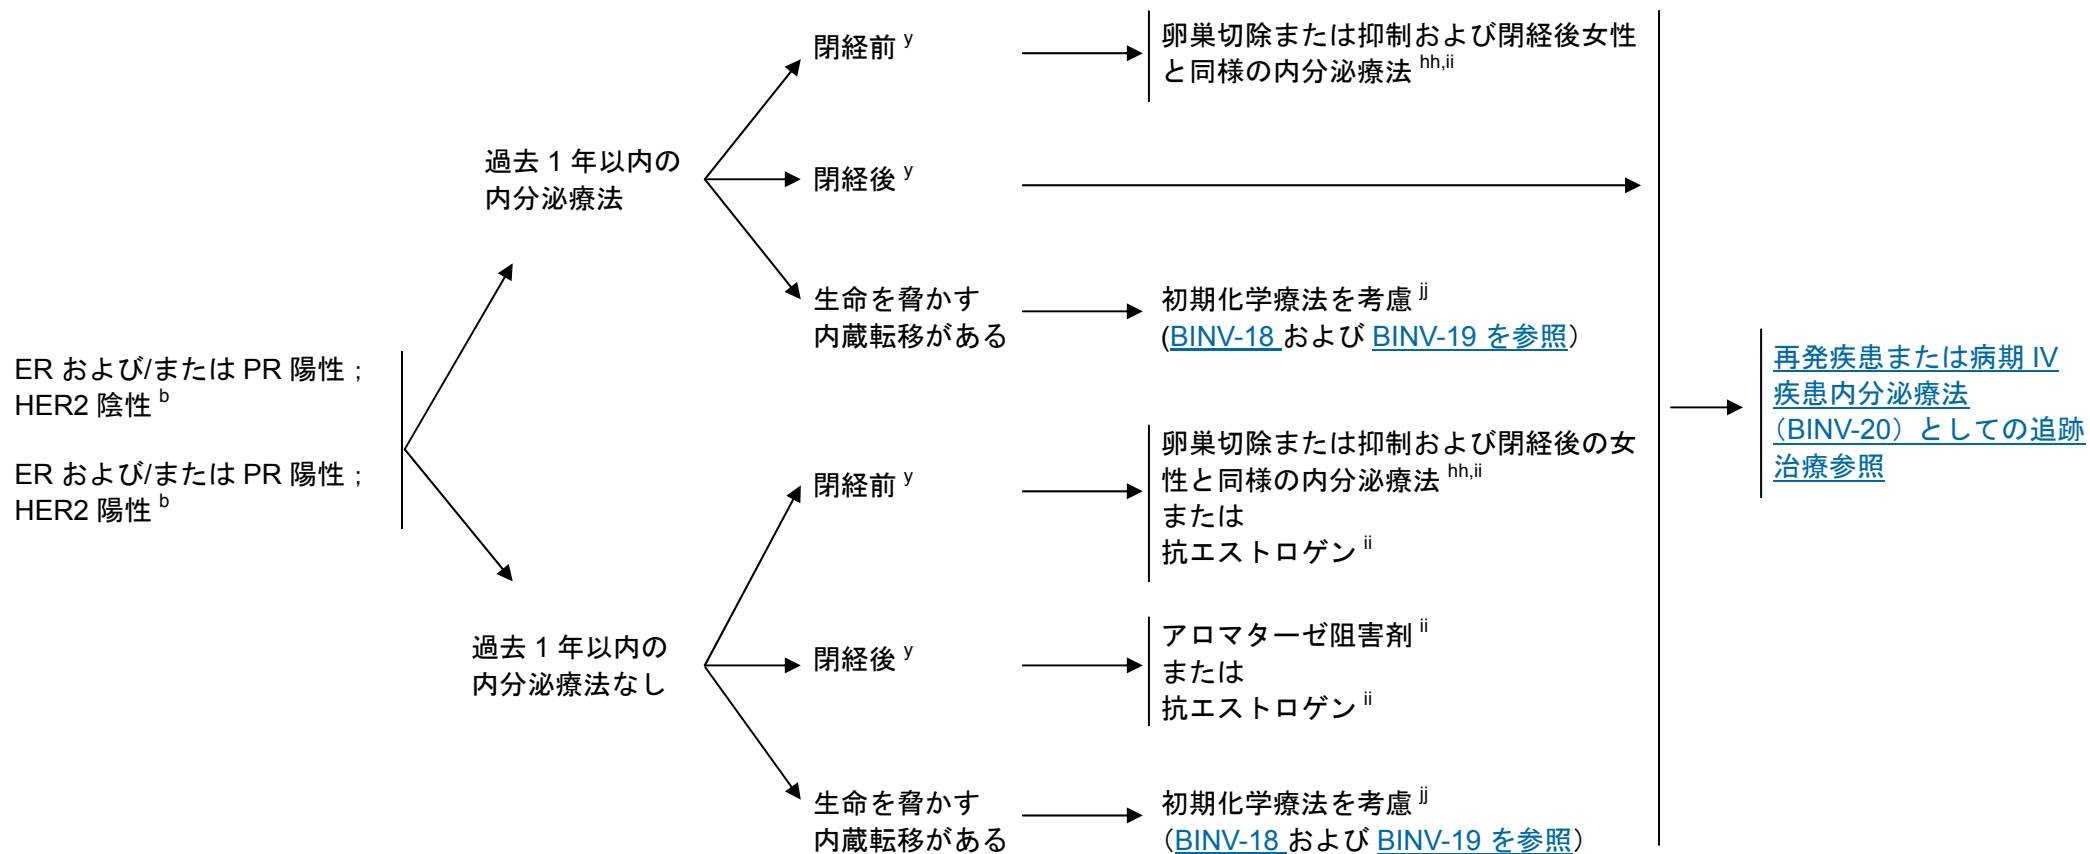 ER および/または PR 陽性；
HER2 陰性 b
ER および/または PR 陽性；
HER2 陽性 b
過去 1 年以内の
内分泌療法
閉経前 y
卵巣切除または抑制および閉経後女性
と同様の内分泌療法 hh,ii
閉経後 y
生命を脅かす
内蔵転移がある
初期化学療法を考慮 jj
(BINV-18 および BINV-19 を参照）
過去 1 年以内の
内分泌療法なし
閉経前 y
卵巣切除または抑制および閉経後の女
性と同様の内分泌療法 hh,ii
または
抗エストロゲン ii
閉経後 y
アロマターゼ阻害剤 ii
または
抗エストロゲン ii
生命を脅かす
内蔵転移がある
初期化学療法を考慮 jj
（BINV-18 および BINV-19 を参照）
再発疾患または病期 IV
疾患内分泌療法
（BINV-20）としての追跡
治療参照